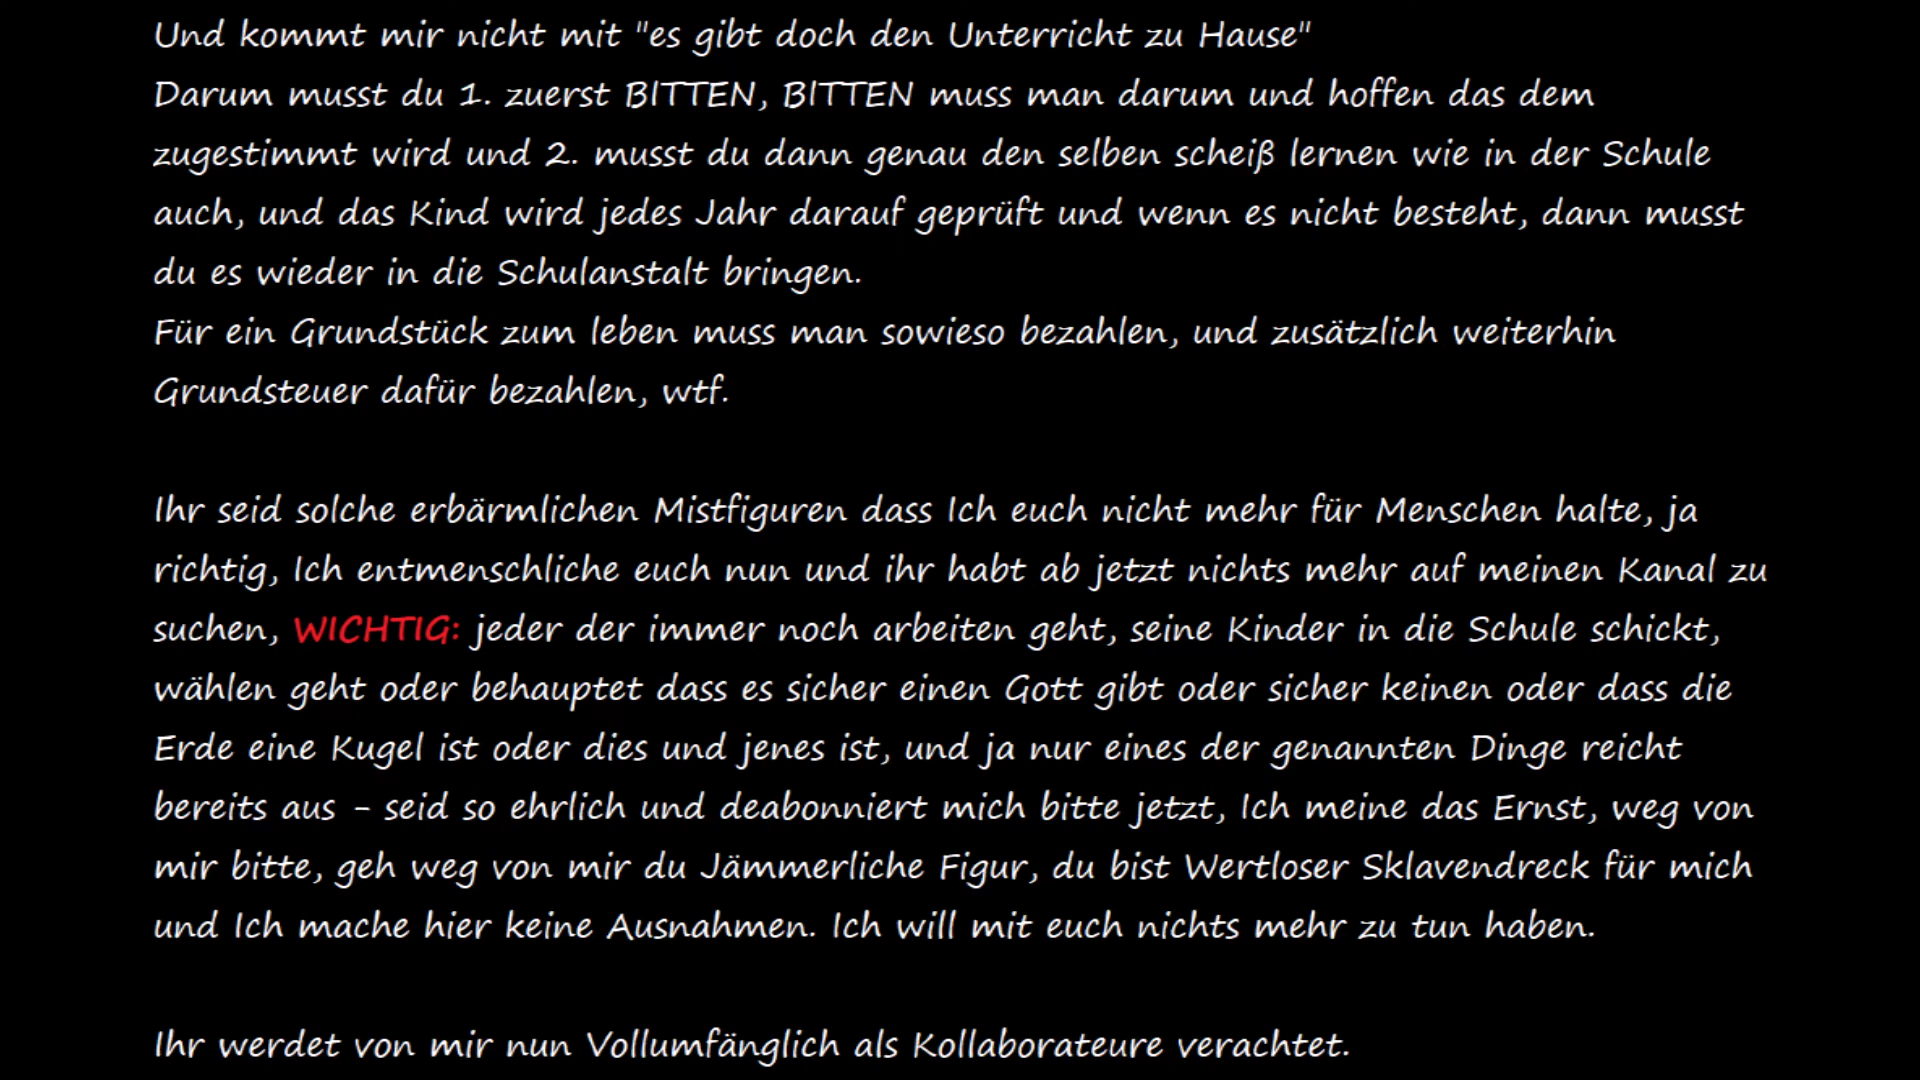 Und kommt mir nicht mit "es gibt doch den Unterricht zu Hause"
Darum musst du 1. zuerst BITTEN, BITTEN muss man darum und hoffen das dem
zugestimmt wird und 2. musst du dann genau den selben scheiß lernen wie in der Schule
auch, und das Kind wird jedes Jahr darauf geprüft und wenn es nicht besteht, dann musst
du es wieder in die Schulanstalt bringen.
Für ein Grundstück zum leben muss man sowieso bezahlen, und zusätzlich weiterhin
Grundsteuer dafür bezahlen, wtf.
Ihr seid solche erbärmlichen Mistfiguren dass Ich euch nicht mehr für Menschen halte, ja
richtig, Ich entmenschliche euch nun und ihr habt ab jetzt nichts mehr auf meinen Kanal zu
suchen, WICHTIG: jeder der immer noch arbeiten geht, seine Kinder in die Schule schickt,
wählen geht oder behauptet dass es sicher einen Gott gibt oder sicher keinen oder dass die
Erde eine Kugel ist oder dies und jenes ist, und ja nur eines der genannten Dinge reicht
bereits aus - seid so ehrlich und deabonniert mich bitte jetzt, Ich meine das Ernst, weg von
mir bitte, geh weg von mir du Jämmerliche Figur, du bist Wertloser Sklavendreck für mich
und Ich mache hier keine Ausnahmen. Ich will mit euch nichts mehr zu tun haben.
Ihr werdet von mir nun Vollumfänglich als Kollaborateure verachtet.